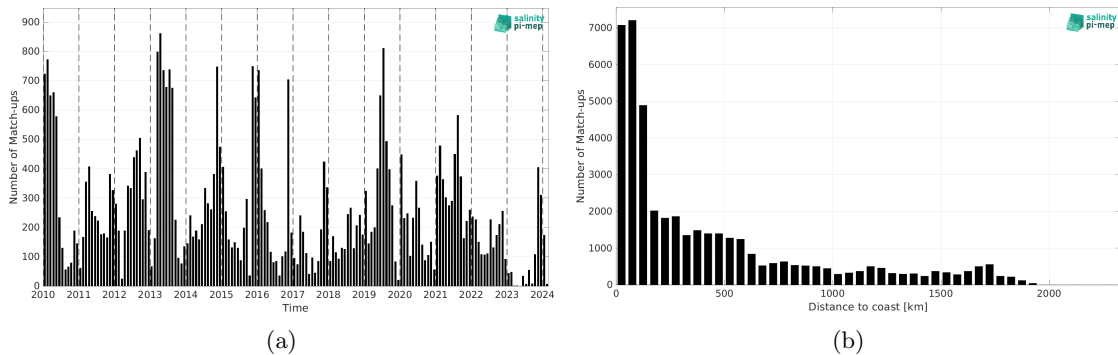 900
800
700
600
500
400
300
200
100
0
Number of Match-ups
2010 2011 2012 2013 2014 2015 2016 2017 2018 2019 2020 2021 2022 2023 2024
Time
salinity
pi-mep
(a)
7000
6000
5000
4000
3000
2000
1000
0
Number of Match-ups
0 500 1000 1500 2000
Distance to coast [km]
salinity
pi-mep
(b)